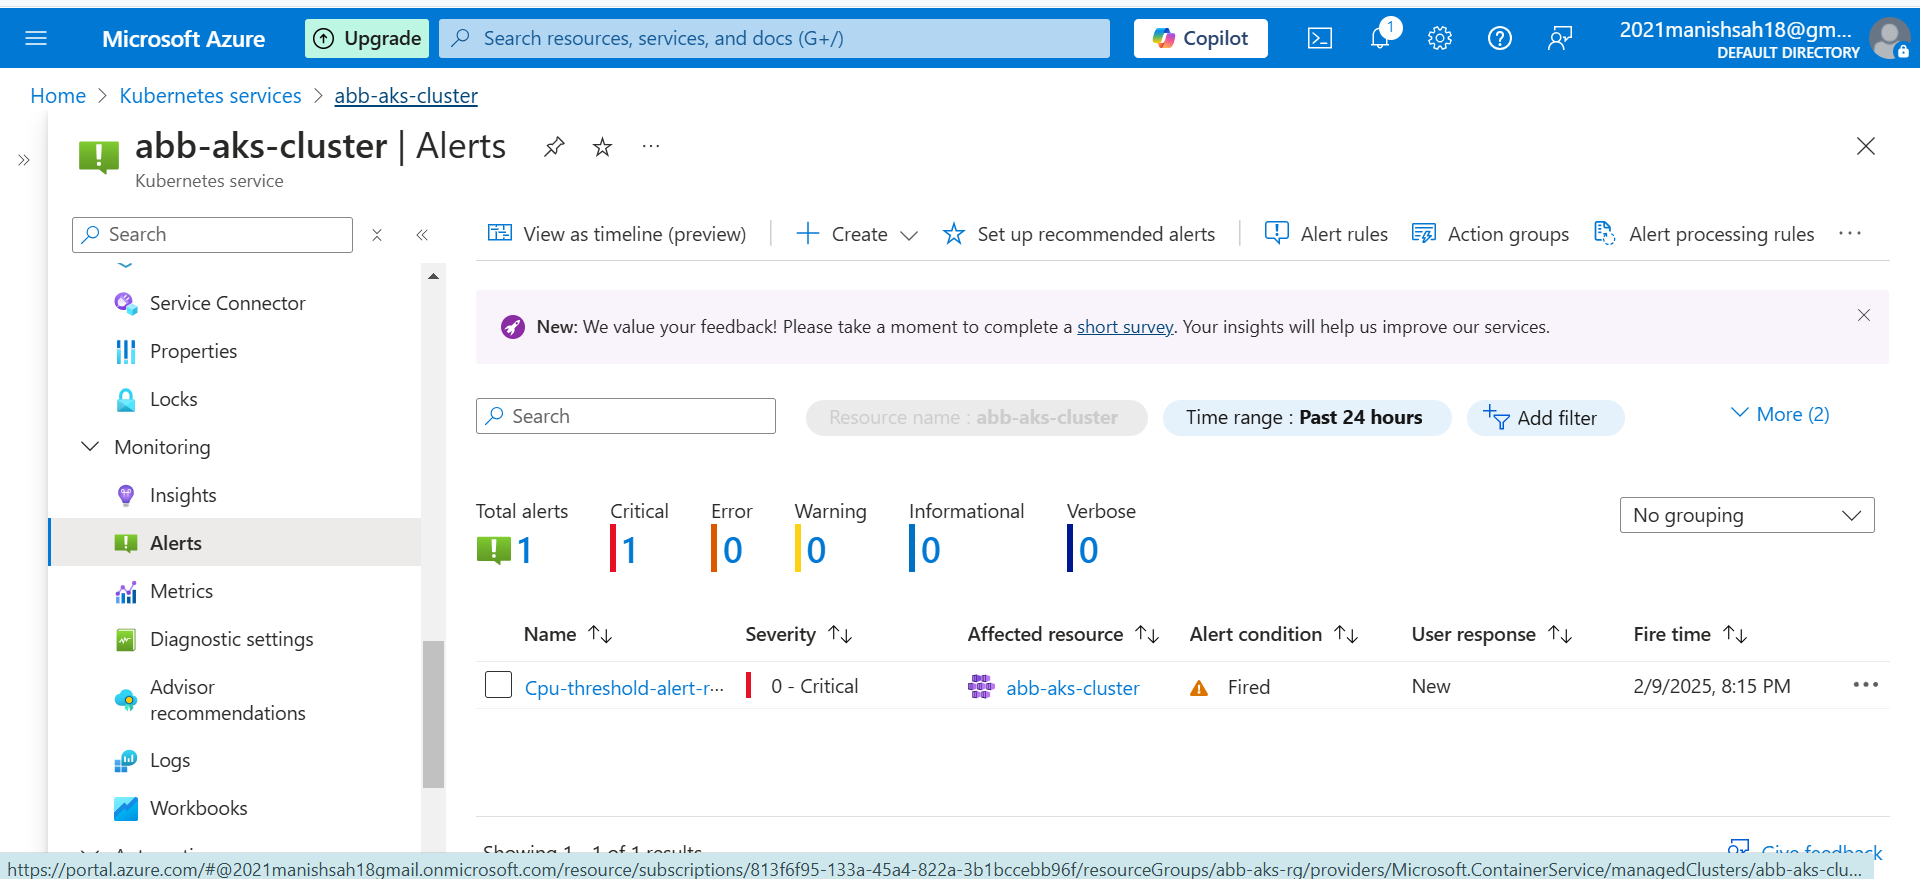 Microsoft Azure
Upgrade
Search resources, services, and docs (G+/)
Copilot
1
2021manishsah18@gm...
DEFAULT DIRECTORY
Home > Kubernetes services > abb-aks-cluster
abb-aks-cluster | Alerts
Kubernetes service
Search
Service Connector
Properties
Locks
Monitoring
Insights
Alerts
Metrics
Diagnostic settings
Advisor
recommendations
Logs
Workbooks
View as timeline (preview)
Create
Set up recommended alerts
Alert rules
Action groups
Alert processing rules
New: We value your feedback! Please take a moment to complete a short survey. Your insights will help us improve our services.
Search
Resource name : abb-aks-cluster
Time range : Past 24 hours
Add filter
More (2)
Total alerts
1
Critical
1
Error
0
Warning
0
Informational
0
Verbose
0
No grouping
Name
Severity
Affected resource
Alert condition
User response
Fire time
Cpu-threshold-alert-r...
0 - Critical
abb-aks-cluster
Fired
New
2/9/2025, 8:15 PM
Showing 1 - 1 of 1 results.
Give feedback
https://portal.azure.com/#@2021manishsah18gmail.onmicrosoft.com/resource/subscriptions/813f6f95-133a-45a4-822a-3b1bccebb96f/resourceGroups/abb-aks-rg/providers/Microsoft.ContainerService/managedClusters/abb-aks-clu...